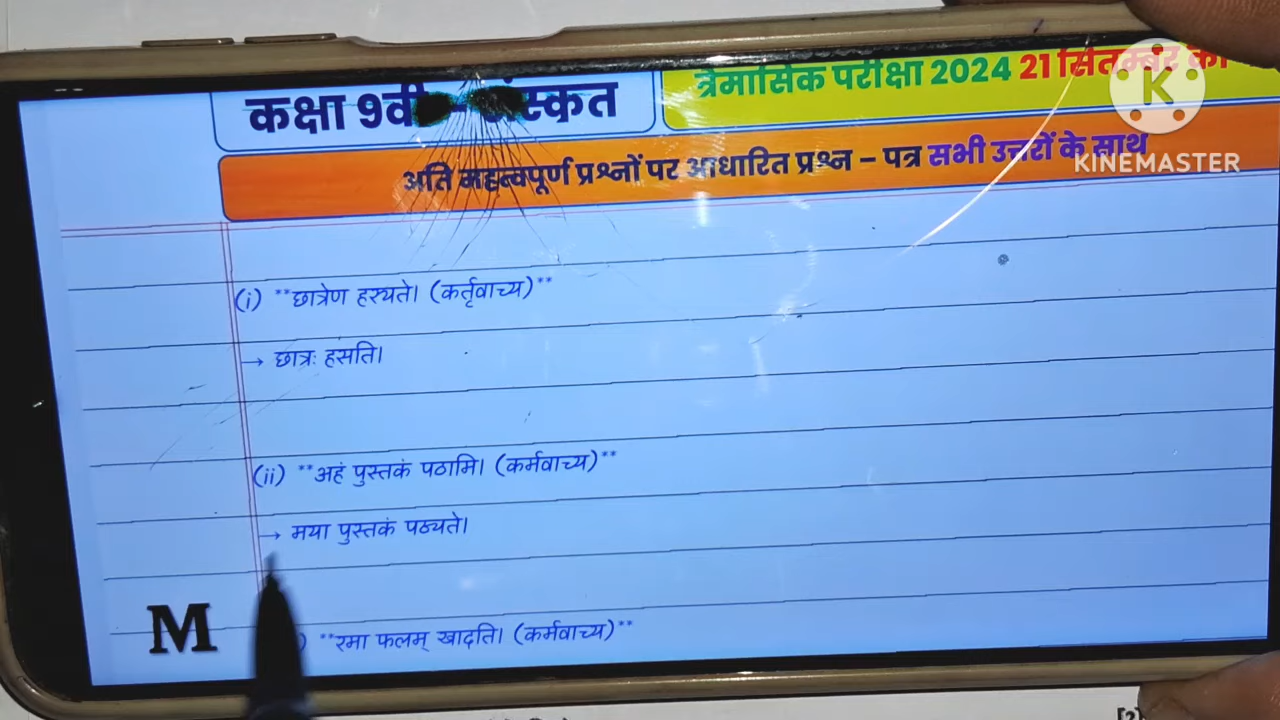 कक्षा 9वी - संस्कृत
त्रैमासिक परीक्षा 2024 21 सितम्बर का
KINEMASTER
अति महत्वपूर्ण प्रश्नों पर आधारित प्रश्न – पत्र सभी उत्तरों के साथ
(i) **छात्रेण हस्यते। (कर्तृवाच्य)**
→ छात्रः हसति।
(ii) **अहं पुस्तकं पठामि। (कर्मवाच्य)**
→ मया पुस्तकं पठ्यते।
M
) **रमा फलम् खादति। (कर्मवाच्य)**
[2]